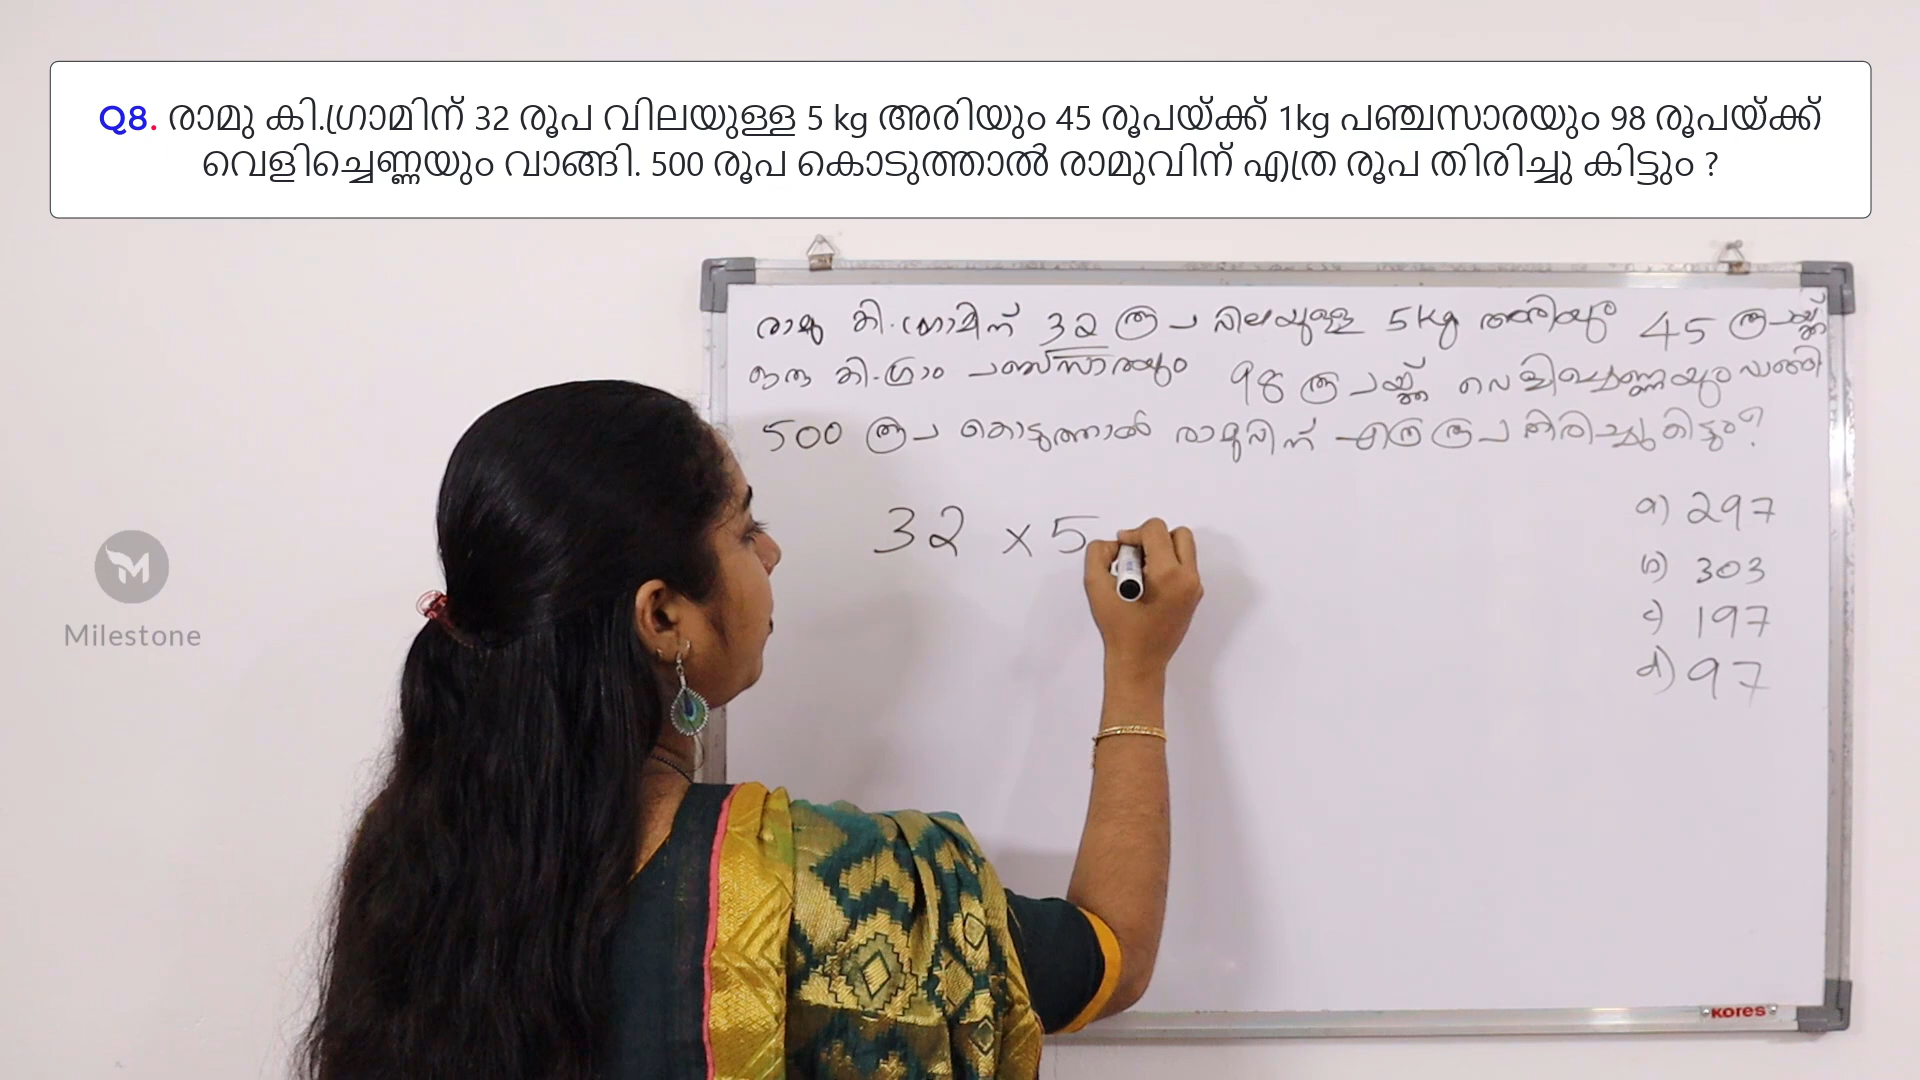 Q8. രാമു കി.ഗ്രാമിന് 32 രൂപ വിലയുള്ള 5 kg അരിയും 45 രൂപയ്ക്ക് 1kg പഞ്ചസാരയും 98 രൂപയ്ക്ക്
വെളിച്ചെണ്ണയും വാങ്ങി. 500 രൂപ കൊടുത്താൽ രാമുവിന് എത്ര രൂപ തിരിച്ചു കിട്ടും ?
രാമു കി.ഗ്രാമിന് 32 രൂപ വിലയുള്ള 5kg അരിയും 45 രൂപയ്ക്ക്
ഒരു കി.ഗ്രാം പഞ്ചസാരയും 98 രൂപയ്ക്ക് വെളിച്ചെണ്ണയും വാങ്ങി
500 രൂപ കൊടുത്താൽ രാമുവിന് എത്ര രൂപ തിരിച്ചു കിട്ടും?
32 × 5
a) 297
b) 303
c) 197
d) 97
Milestone
KORES